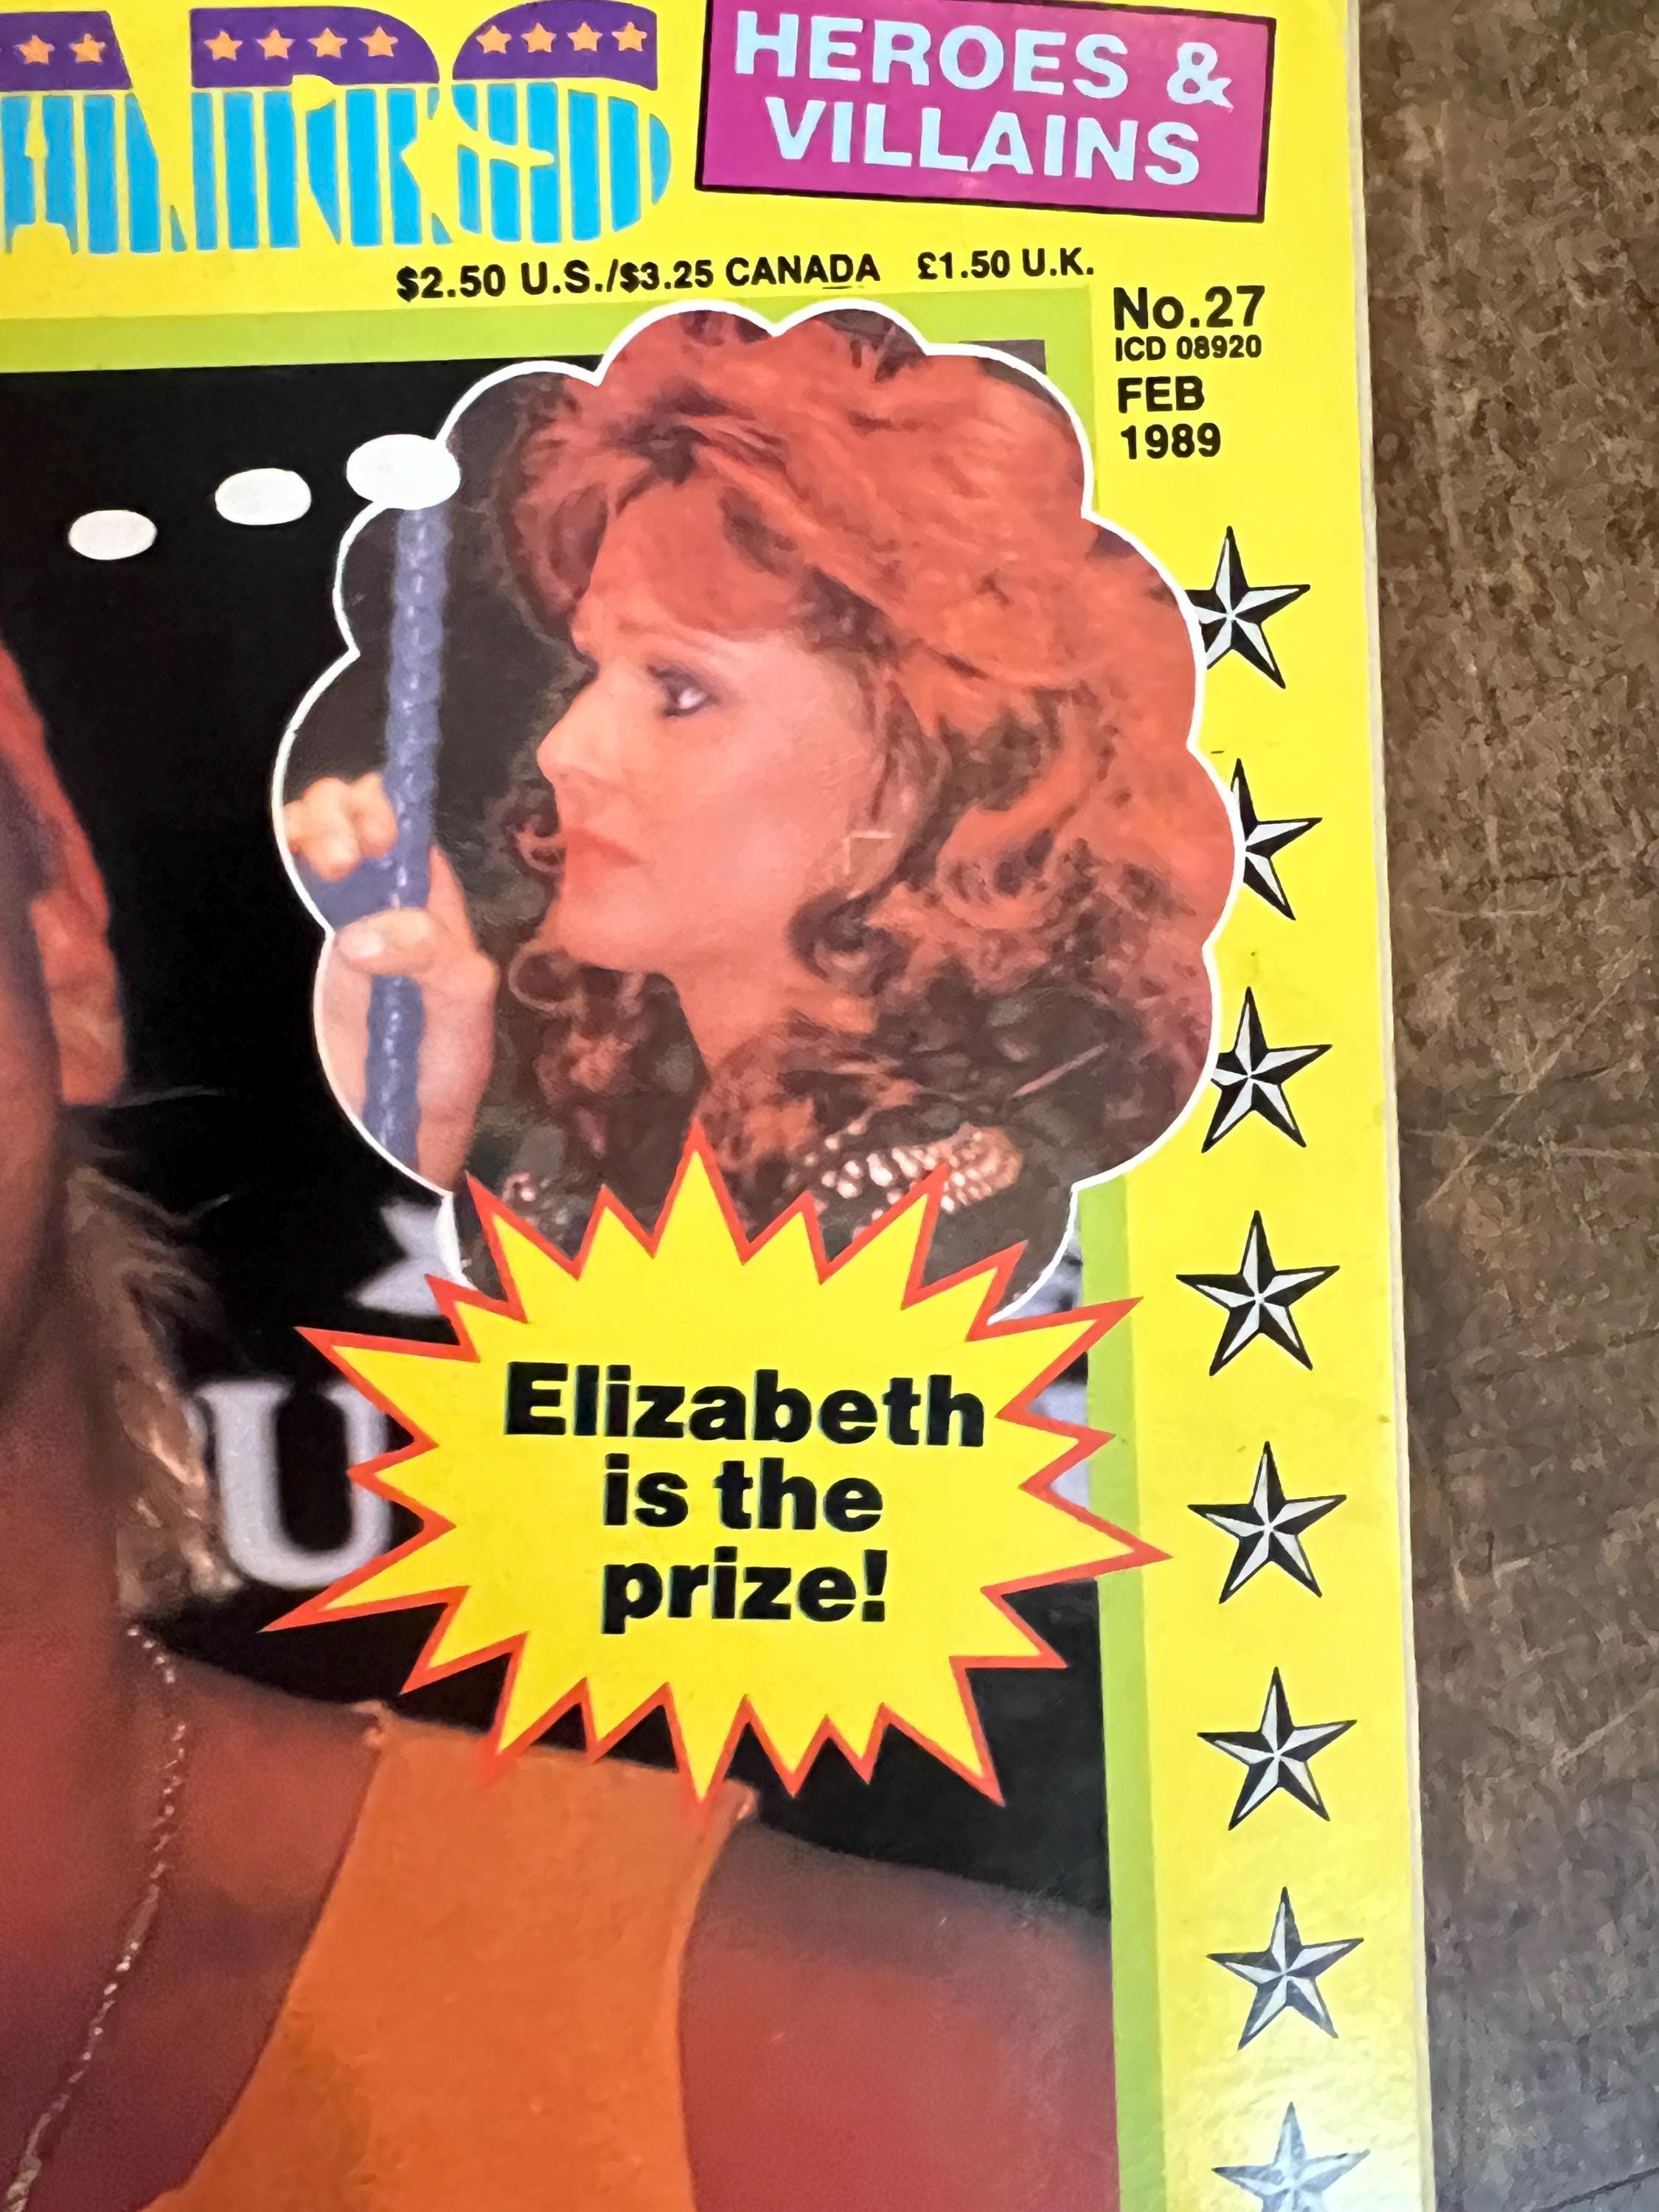 ARS
HEROES &
VILLAINS
$2.50 U.S./$3.25 CANADA £1.50 U.K.
No.27
ICD 08920
FEB
1989
U
Elizabeth
is the
prize!